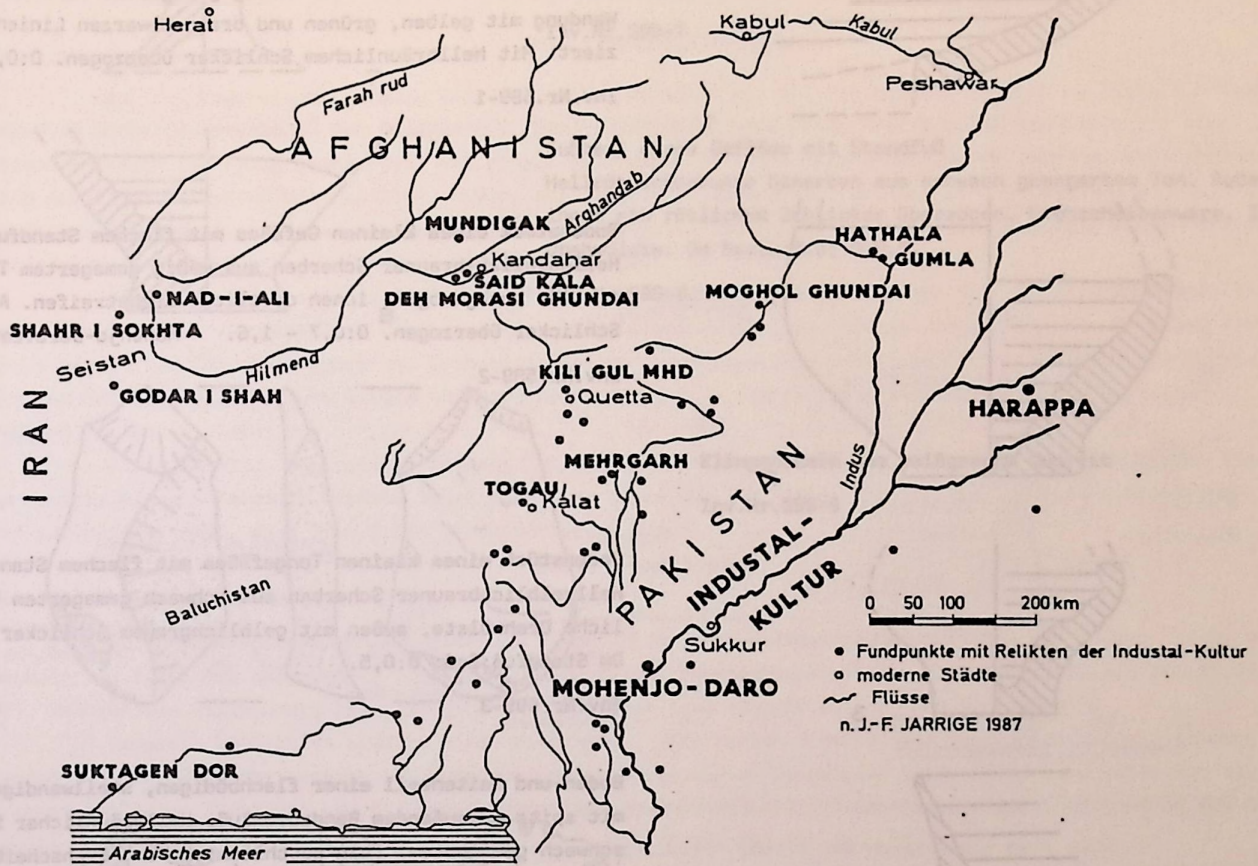 Herat
Kabul
Kabul
Peshawar
Farah rud
AFGHANISTAN
Arghandab
MUNDIGAK
Kandahar
SAID KALA
DEH MORASI GHUNDAI
HATHALA
GUMLA
MOGHOL GHUNDAI
NAD-I-ALI
SHAHR I SOKHTA
Seistan
Hilmend
GODAR I SHAH
IRAN
KILI GUL MHD
Quetta
HARAPPA
MEHRGARH
TOGAU
Kalat
Indus
PAKISTAN
INDUSTAL-
KULTUR
Baluchistan
Sukkur
MOHENJO-DARO
0 50 100 200 km
Fundpunkte mit Relikten der Industal-Kultur
moderne Städte
Flüsse
n. J.-F. JARRIGE 1987
SUKTAGEN DOR
Arabisches Meer